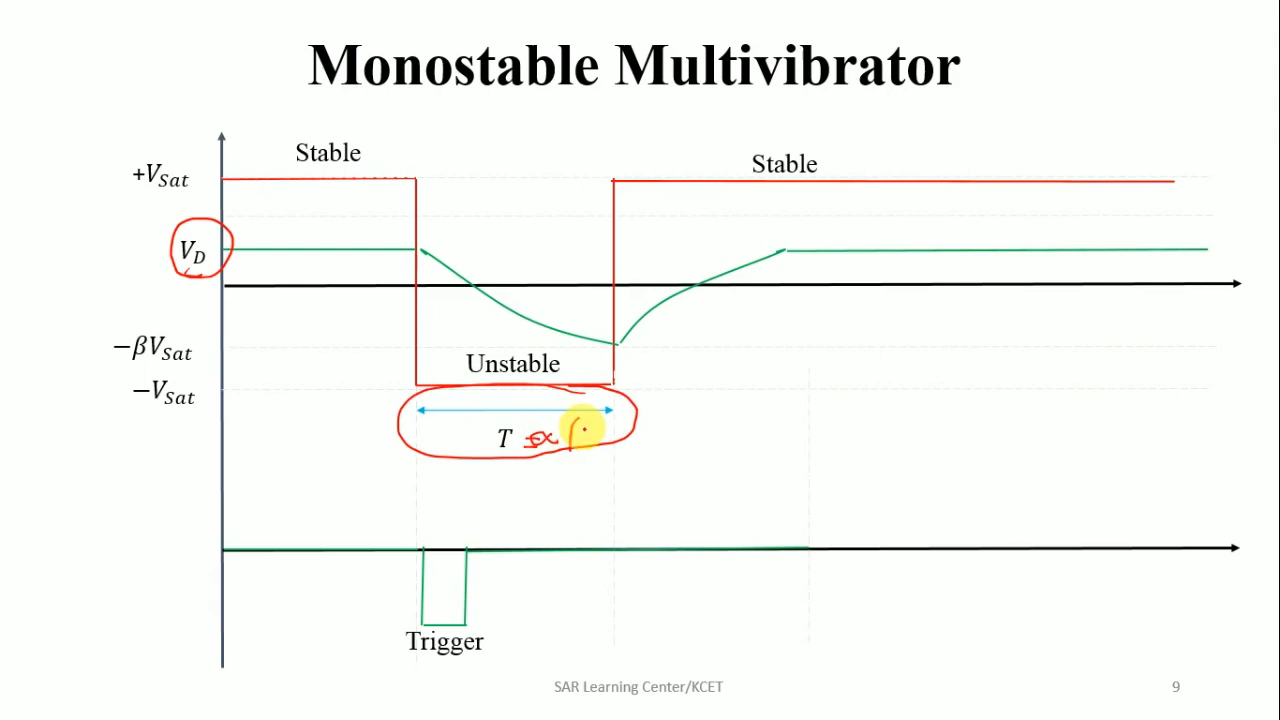 Monostable Multivibrator
Stable
Stable
+V_Sat
V_D
−βV_Sat
Unstable
−V_Sat
T
Trigger
SAR Learning Center/KCET
9